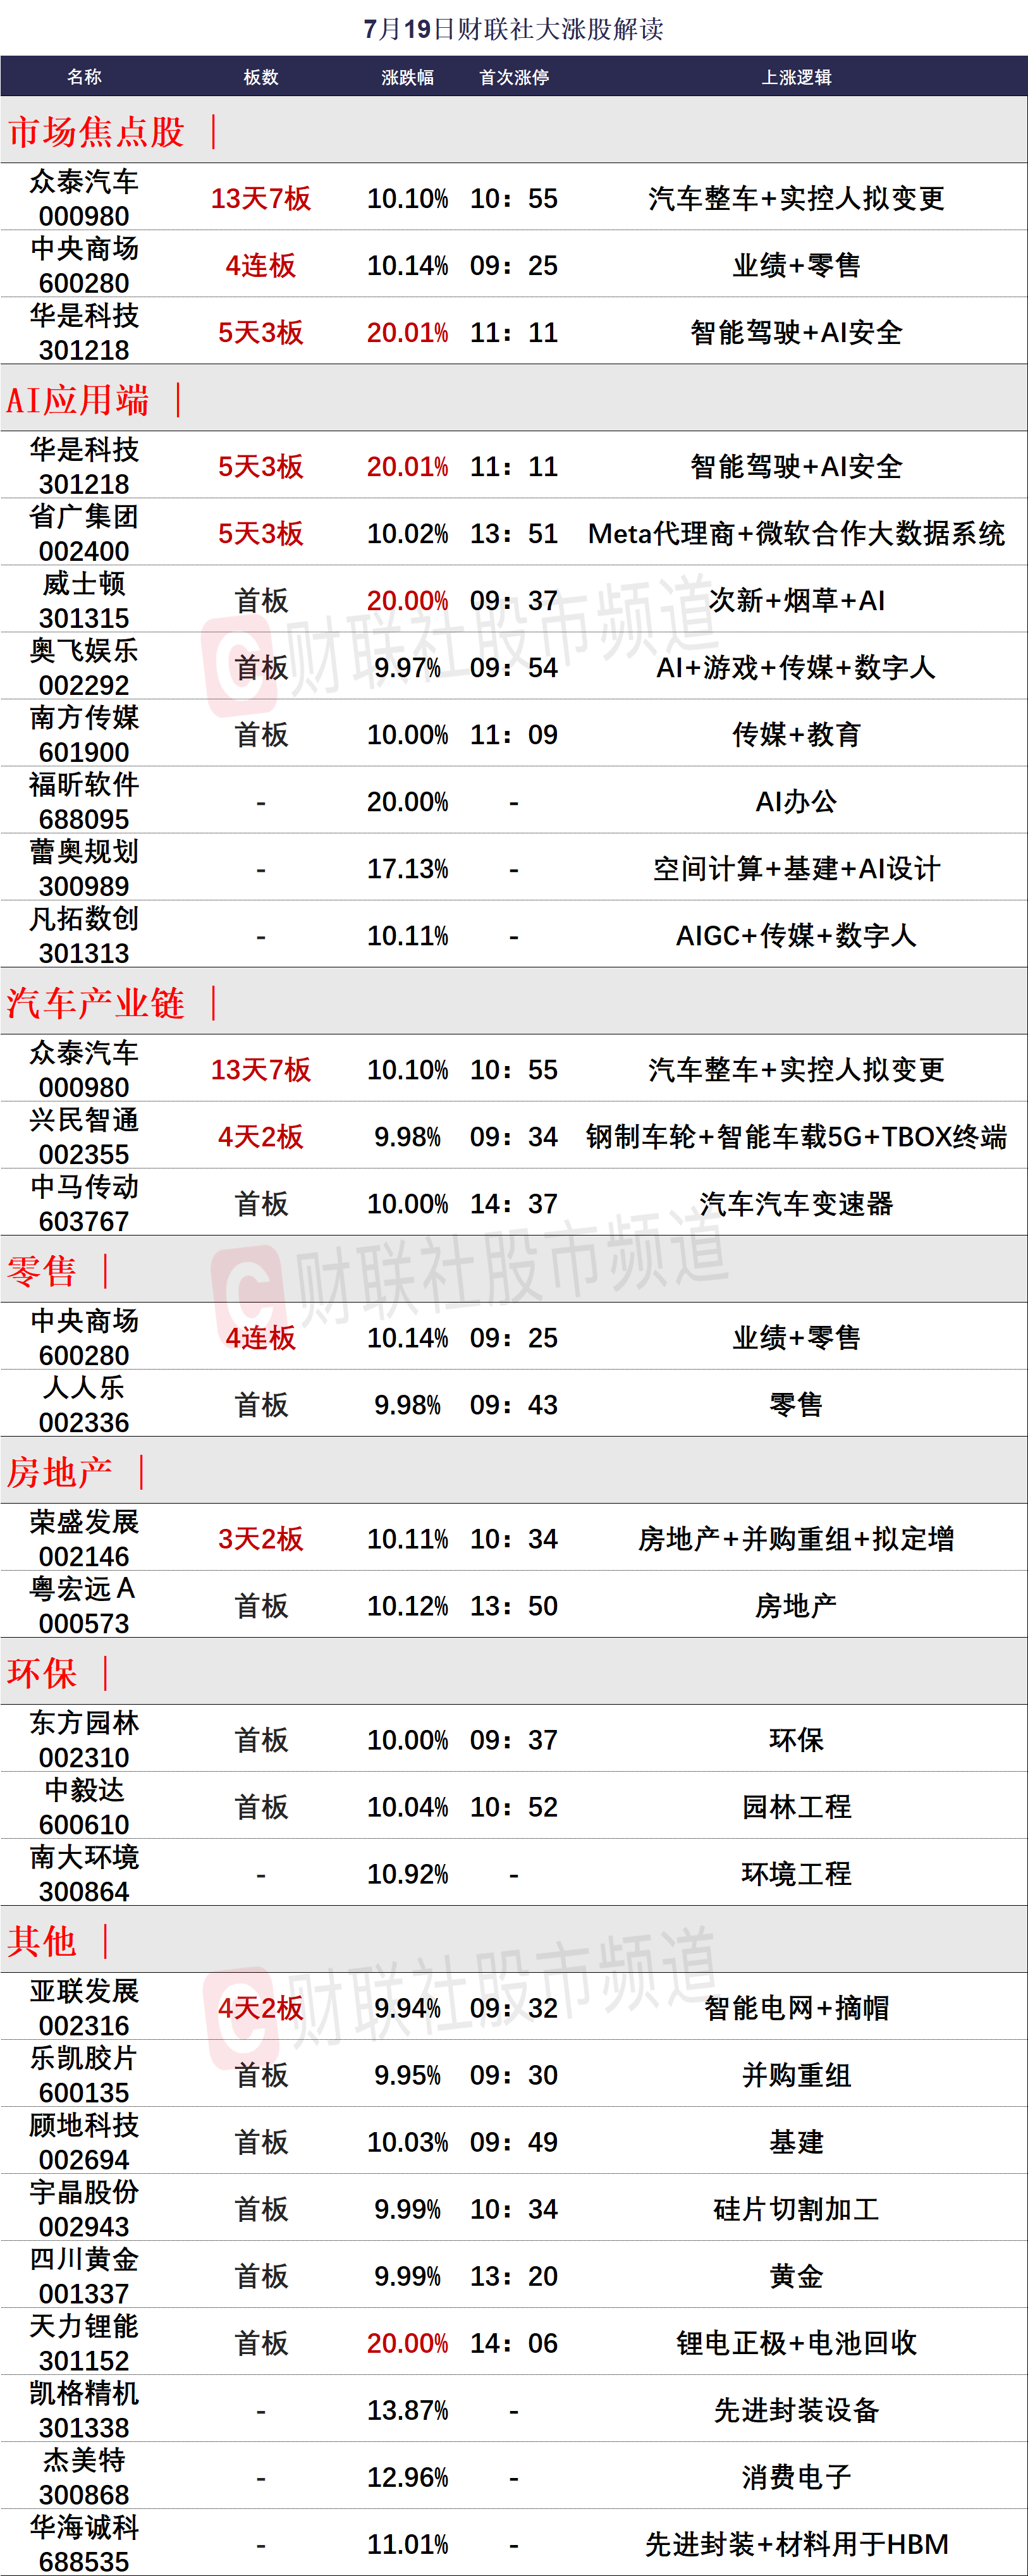 7月19日财联社大涨股解读
名称 板数 涨跌幅 首次涨停 上涨逻辑
市场焦点股 |
众泰汽车 000980 13天7板 10.10% 10：55 汽车整车+实控人拟变更
中央商场 600280 4连板 10.14% 09：25 业绩+零售
华是科技 301218 5天3板 20.01% 11：11 智能驾驶+AI安全
AI应用端 |
华是科技 301218 5天3板 20.01% 11：11 智能驾驶+AI安全
省广集团 002400 5天3板 10.02% 13：51 Meta代理商+微软合作大数据系统
威士顿 301315 首板 20.00% 09：37 次新+烟草+AI
财联社股市频道
奥飞娱乐 002292 首板 9.97% 09：54 AI+游戏+传媒+数字人
南方传媒 601900 首板 10.00% 11：09 传媒+教育
福昕软件 688095 - 20.00% - AI办公
蕾奥规划 300989 - 17.13% - 空间计算+基建+AI设计
凡拓数创 301313 - 10.11% - AIGC+传媒+数字人
汽车产业链 |
众泰汽车 000980 13天7板 10.10% 10：55 汽车整车+实控人拟变更
兴民智通 002355 4天2板 9.98% 09：34 钢制车轮+智能车载5G+TBOX终端
中马传动 603767 首板 10.00% 14：37 汽车汽车变速器
财联社股市频道
零售 |
中央商场 600280 4连板 10.14% 09：25 业绩+零售
人人乐 002336 首板 9.98% 09：43 零售
房地产 |
荣盛发展 002146 3天2板 10.11% 10：34 房地产+并购重组+拟定增
粤宏远A 000573 首板 10.12% 13：50 房地产
环保 |
东方园林 002310 首板 10.00% 09：37 环保
中毅达 600610 首板 10.04% 10：52 园林工程
南大环境 300864 - 10.92% - 环境工程
其他 |
财联社股市频道
亚联发展 002316 4天2板 9.94% 09：32 智能电网+摘帽
乐凯胶片 600135 首板 9.95% 09：30 并购重组
顾地科技 002694 首板 10.03% 09：49 基建
宇晶股份 002943 首板 9.99% 10：34 硅片切割加工
四川黄金 001337 首板 9.99% 13：20 黄金
天力锂能 301152 首板 20.00% 14：06 锂电正极+电池回收
凯格精机 301338 - 13.87% - 先进封装设备
杰美特 300868 - 12.96% - 消费电子
华海诚科 688535 - 11.01% - 先进封装+材料用于HBM